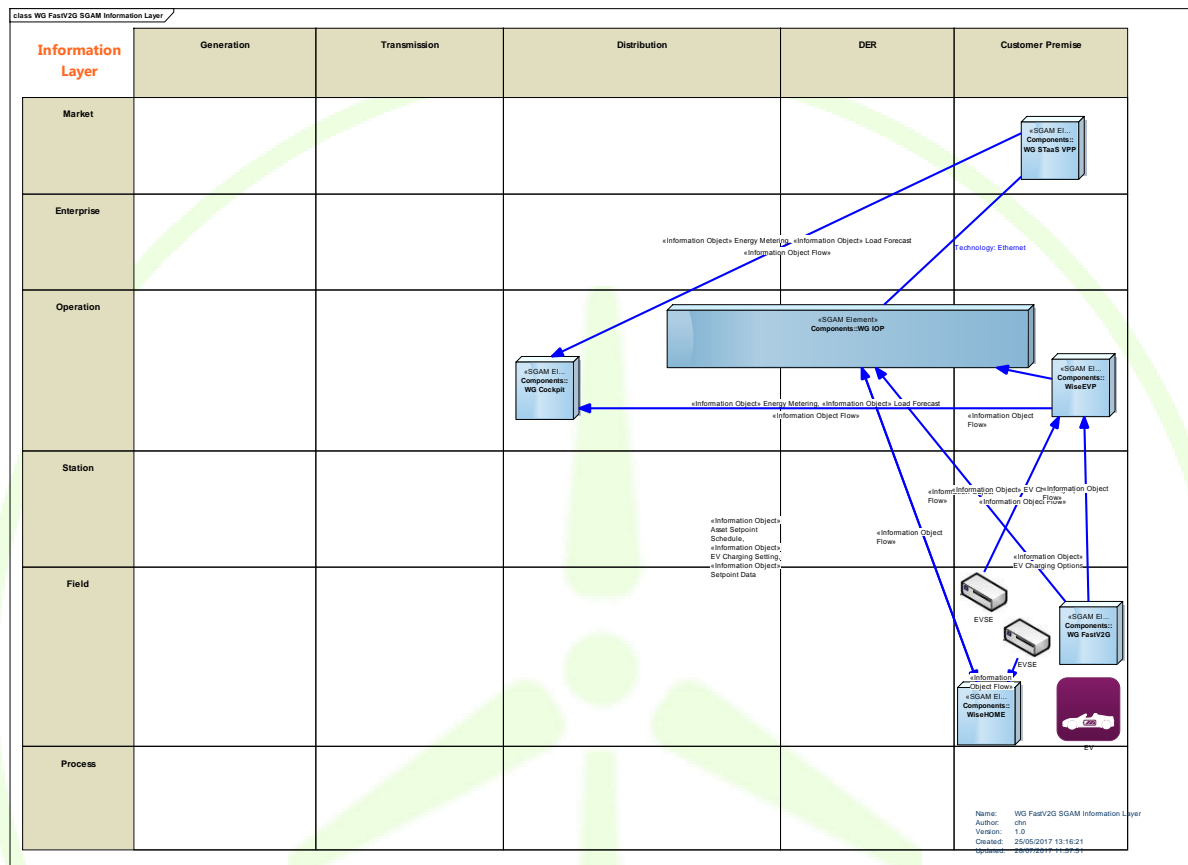 class WG FastV2G SGAM Information Layer
Information
Layer
Generation
Transmission
Distribution
DER
Customer Premise
Market
«SGAM El...
Components::
WG STaaS VPP
Enterprise
«Information Object» Energy Metering, «Information Object» Load Forecast
«Information Object Flow»
Technology: Ethernet
Operation
«SGAM Element»
Components::WG IOP
«SGAM El...
Components::
WG Cockpit
«SGAM El...
Components::
WiseEVP
«Information Object» Energy Metering, «Information Object» Load Forecast
«Information Object Flow»
«Information Object
Flow»
Station
«Information Object» EV
«Information Object
Flow»
Flow»
«Information Object Flow»
«Information Object»
Asset Setpoint
Schedule,
«Information Object»
EV Charging Setting,
«Information Object»
Setpoint Data
«Information Object
Flow»
«Information Object»
EV Charging Options
Field
EVSE
«SGAM El...
Components::
WG FastV2G
EVSE
«Information
Object Flow»
«SGAM El...
Components::
WiseHOME
EV
Process
Name: WG FastV2G SGAM Information Layer
Author: chn
Version: 1.0
Created: 25/05/2017 13:16:21
Updated: